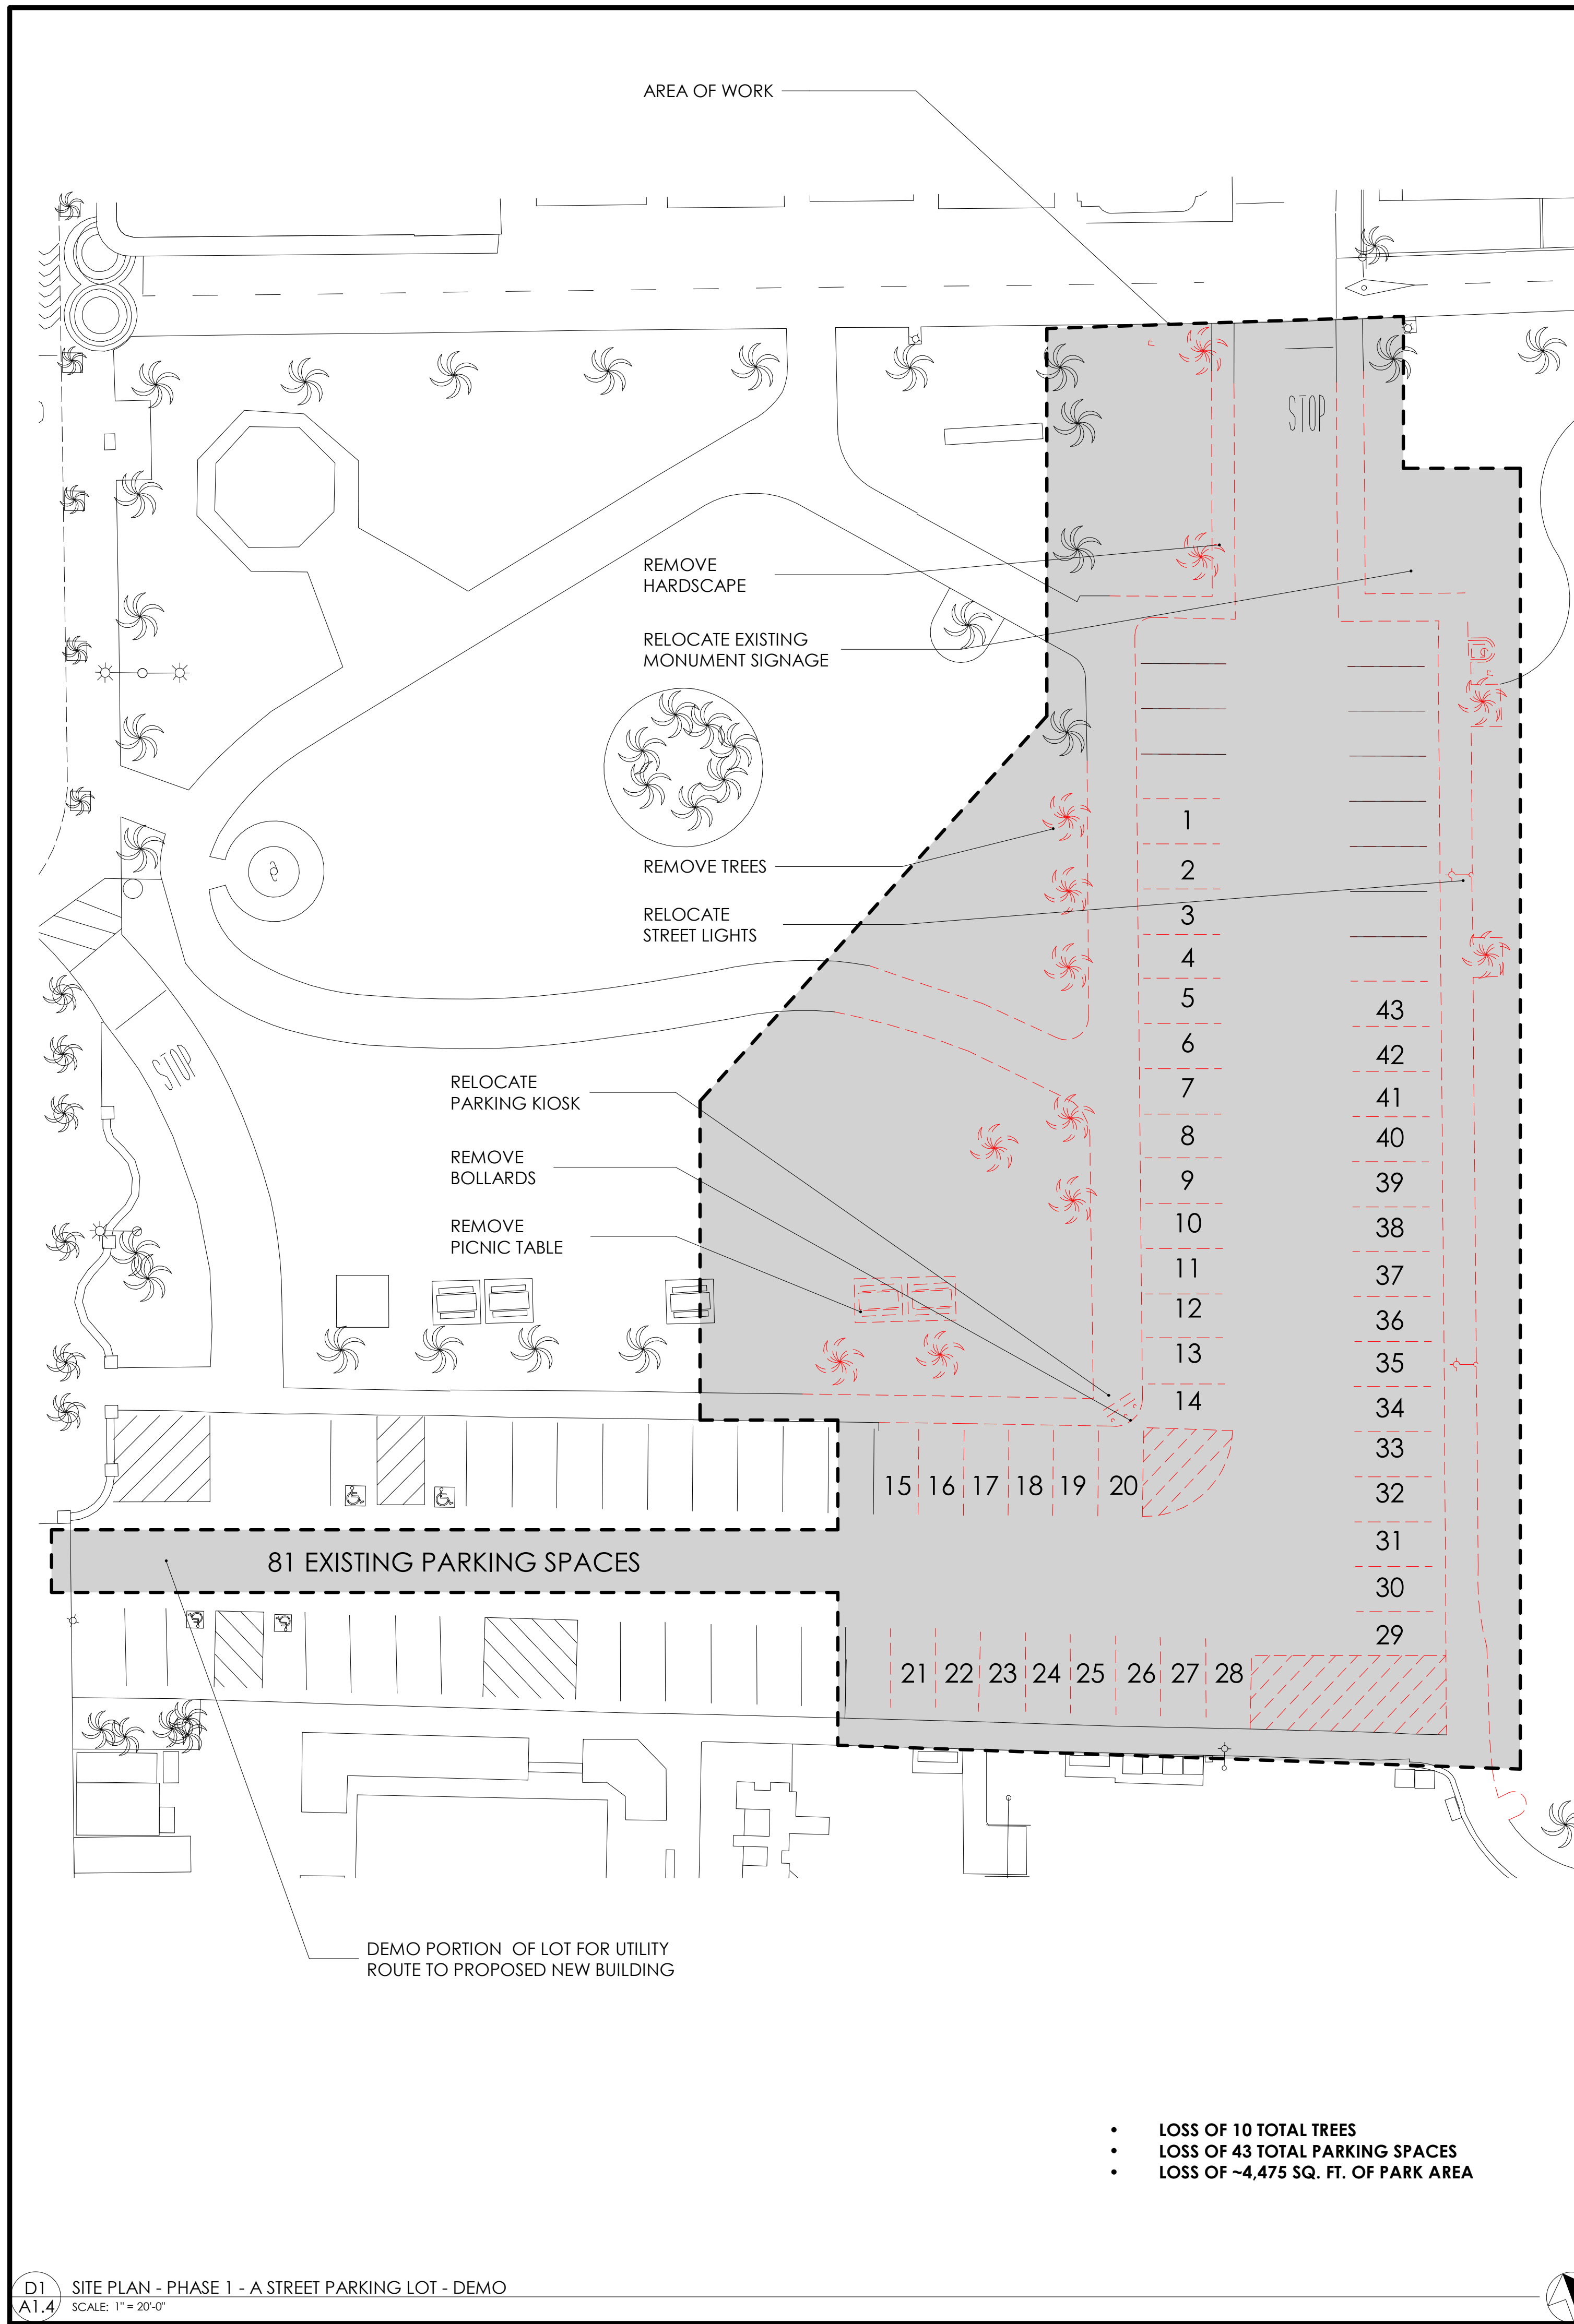 AREA OF WORK
STOP
REMOVE
HARDSCAPE
RELOCATE EXISTING
MONUMENT SIGNAGE
REMOVE TREES
RELOCATE
STREET LIGHTS
1
2
3
4
5
6
7
8
9
10
11
12
13
14
43
42
41
40
39
38
37
36
35
34
33
32
31
30
29
STOP
RELOCATE
PARKING KIOSK
REMOVE
BOLLARDS
REMOVE
PICNIC TABLE
15 16 17 18 19 20
81 EXISTING PARKING SPACES
21 22 23 24 25 26 27 28
DEMO PORTION OF LOT FOR UTILITY
ROUTE TO PROPOSED NEW BUILDING
• LOSS OF 10 TOTAL TREES
• LOSS OF 43 TOTAL PARKING SPACES
• LOSS OF ~4,475 SQ. FT. OF PARK AREA
D1
A1.4
SITE PLAN - PHASE 1 - A STREET PARKING LOT - DEMO
SCALE: 1" = 20'-0"